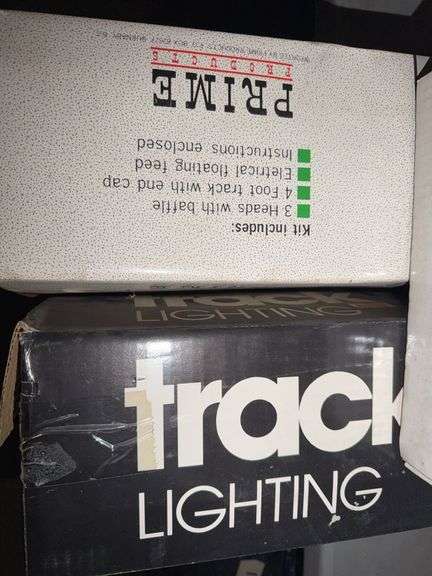 Kit includes:
3 Heads with baffle
4 Foot track with end cap
Eletrical floating feed
Instructions enclosed
PRIME
PRODUCTS
track
LIGHTING
track
LIGHTING